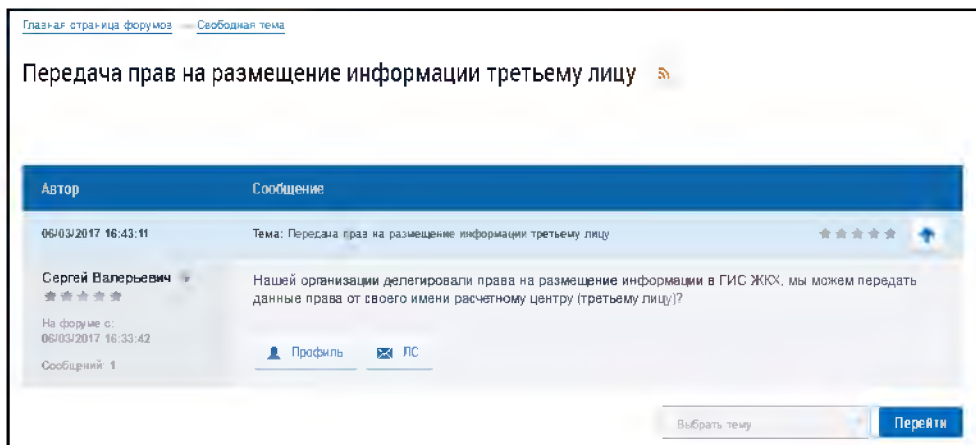 Главная страница форумов — Свободная тема
Передача прав на размещение информации третьему лицу
Автор Сообщение
06/03/2017 16:43:11 Тема: Передача прав на размещение информации третьему лицу
Сергей Валерьевич Нашей организации делегировали права на размещение информации в ГИС ЖКХ, мы можем передать
данные права от своего имени расчетному центру (третьему лицу)?
На форуме с:
06/03/2017 16:33:42
Сообщений: 1
Профиль ЛС
Выбрать тему Перейти